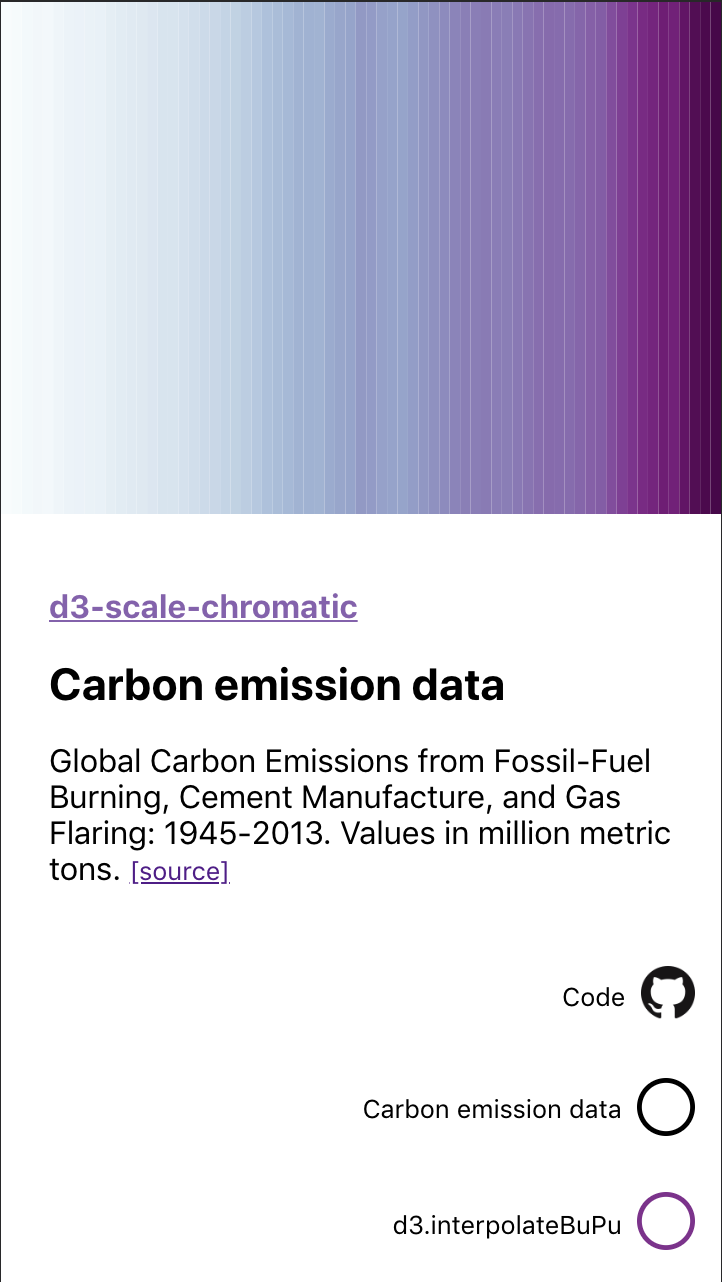 d3-scale-chromatic
Carbon emission data
Global Carbon Emissions from Fossil-Fuel
Burning, Cement Manufacture, and Gas
Flaring: 1945-2013. Values in million metric
tons. [source]
Code
Carbon emission data
d3.interpolateBuPu